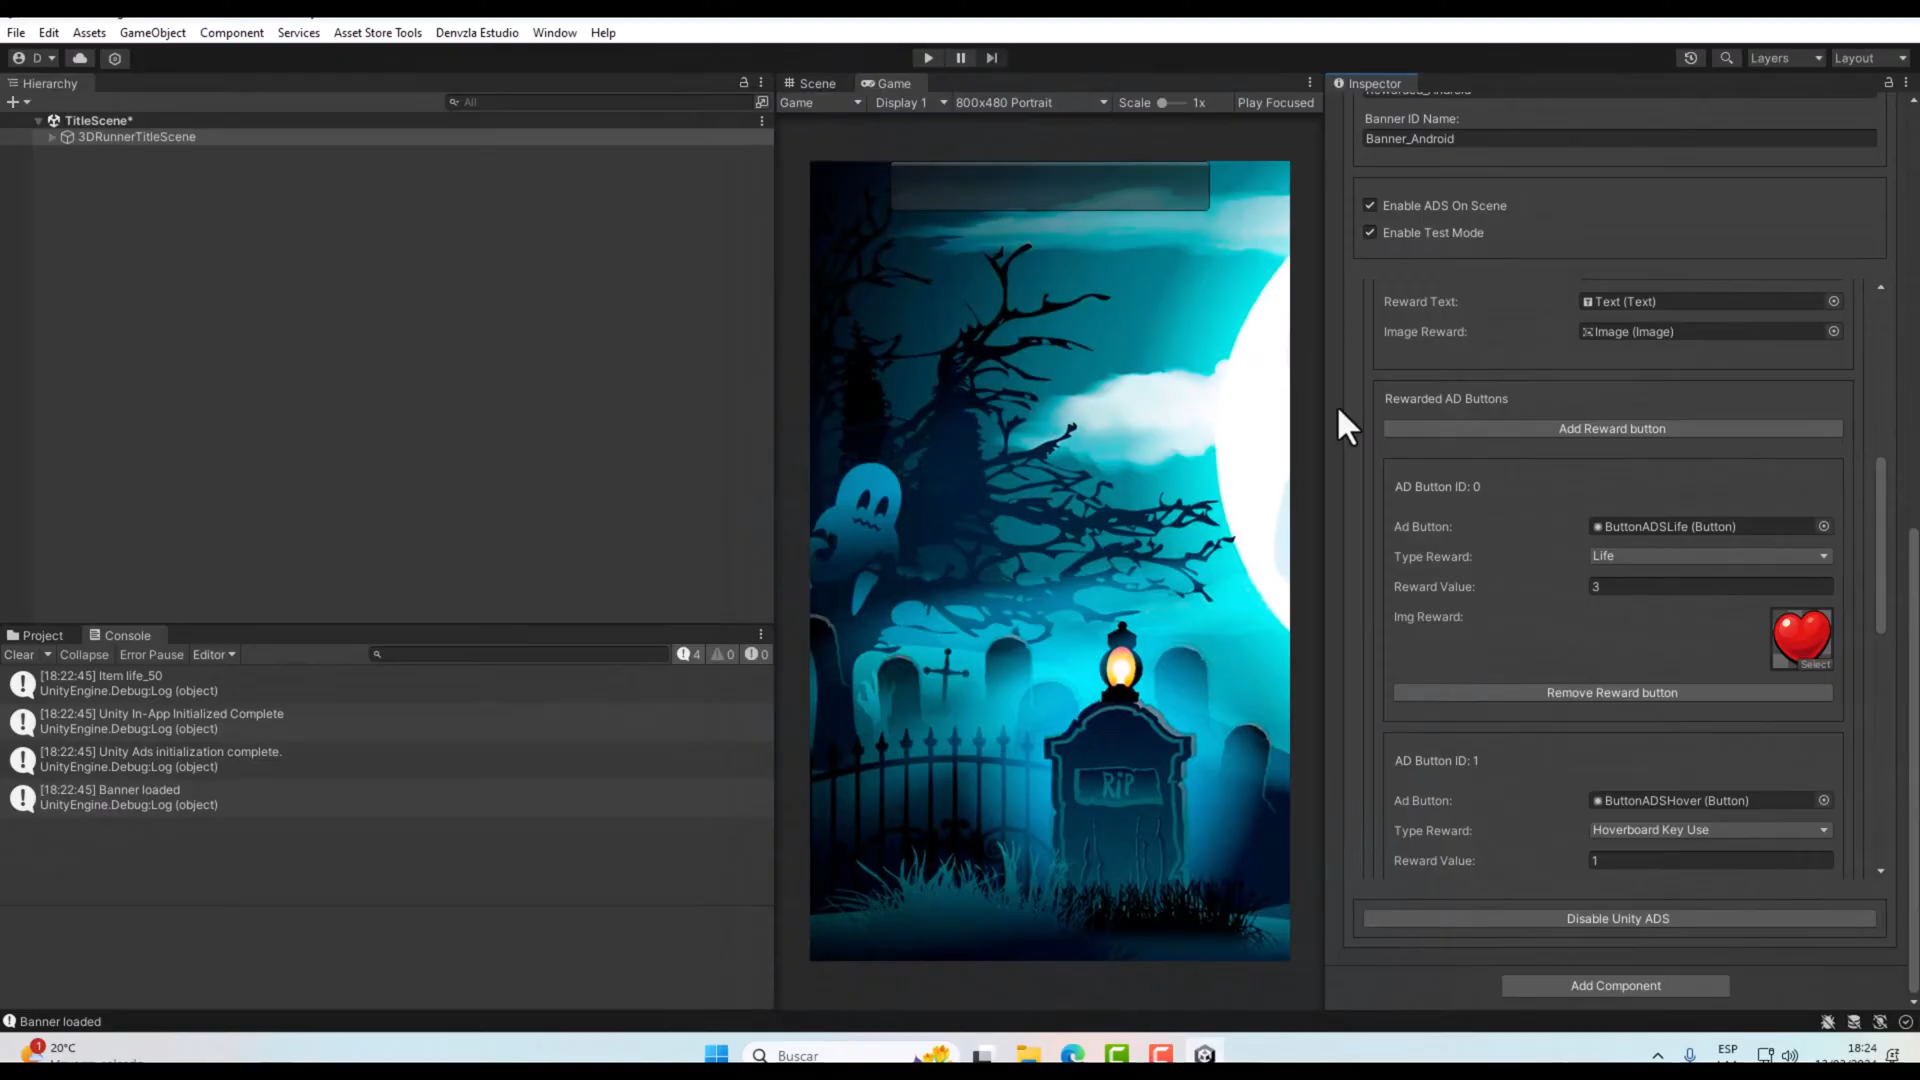 File Edit Assets GameObject Component Services Asset Store Tools Denvzla Estudio Window Help
D Layers Layout
Hierarchy
All
TitleScene*
3DRunnerTitleScene
Scene Game
Game Display 1 800x480 Portrait Scale 1x Play Focused
RiP
Inspector
Banner ID Name:
Banner_Android
Enable ADS On Scene
Enable Test Mode
Reward Text: Text (Text)
Image Reward: Image (Image)
Rewarded AD Buttons
Add Reward button
AD Button ID: 0
Ad Button: ButtonADSLife (Button)
Type Reward: Life
Reward Value: 3
Img Reward:
Select
Remove Reward button
AD Button ID: 1
Ad Button: ButtonADSHover (Button)
Type Reward: Hoverboard Key Use
Reward Value: 1
Disable Unity ADS
Add Component
Project Console
Clear Collapse Error Pause Editor 4 0 0
[18:22:45] Item life_50
UnityEngine.Debug:Log (object)
[18:22:45] Unity In-App Initialized Complete
UnityEngine.Debug:Log (object)
[18:22:45] Unity Ads initialization complete.
UnityEngine.Debug:Log (object)
[18:22:45] Banner loaded
UnityEngine.Debug:Log (object)
Banner loaded
1 20°C
Buscar
ESP
18:24